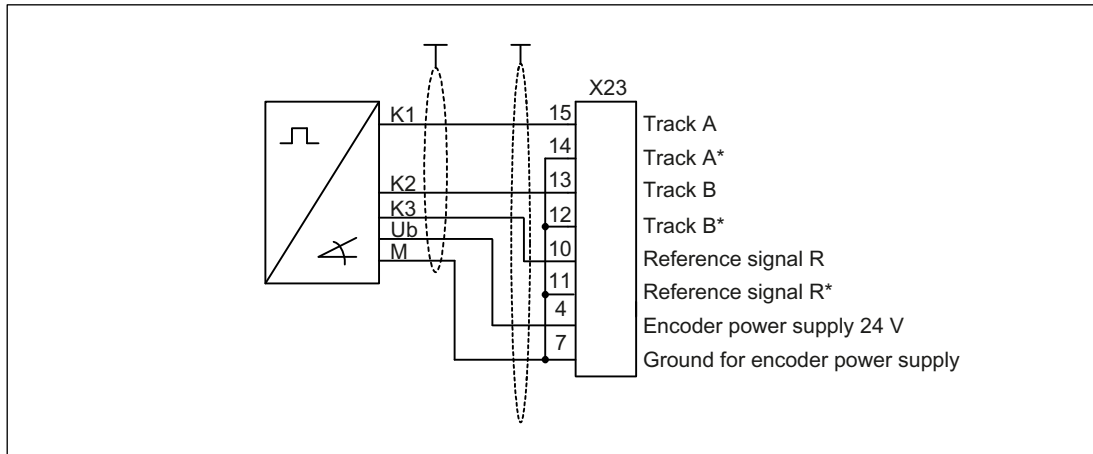 X23
K1 15 Track A
14 Track A*
K2 13 Track B
K3 12 Track B*
Ub 10 Reference signal R
M 11 Reference signal R*
4 Encoder power supply 24 V
7 Ground for encoder power supply